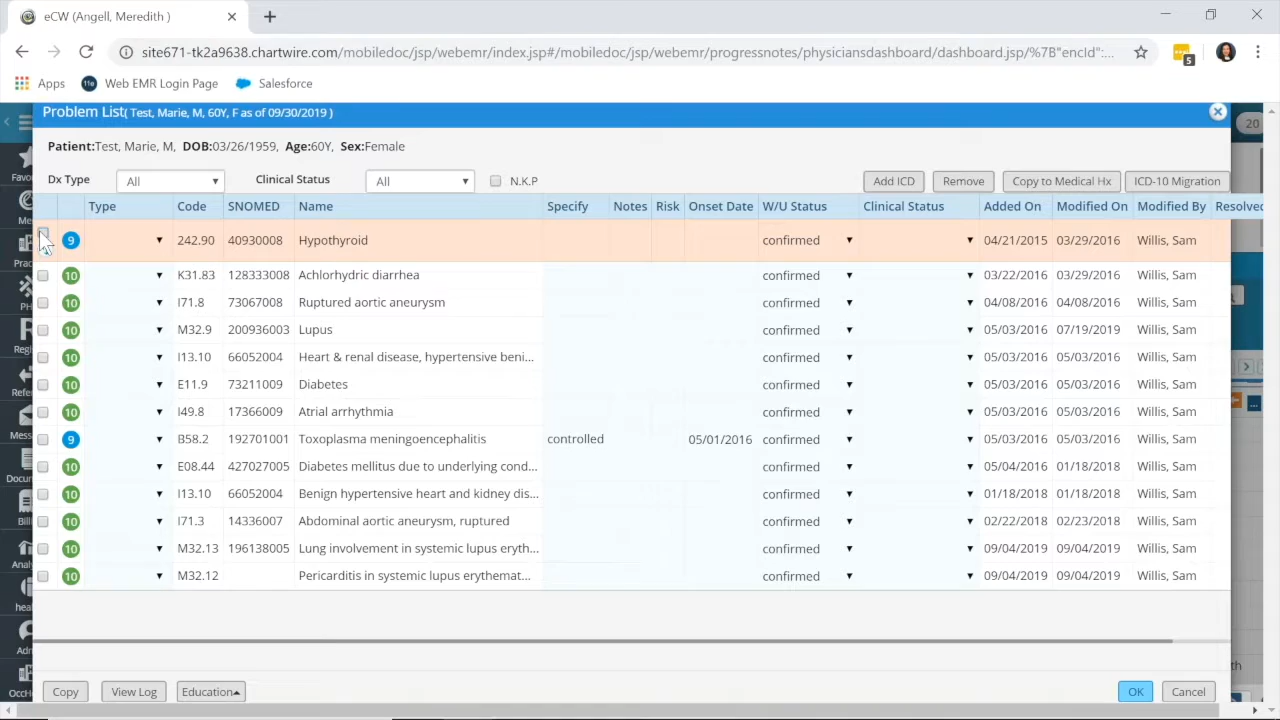 eCW (Angell, Meredith )
site671-tk2a9638.chartwire.com/mobiledoc/jsp/webemr/index.jsp#/mobiledoc/jsp/webemr/progressnotes/physiciansdashboard/dashboard.jsp/%7B"encId":...
5
Apps Web EMR Login Page Salesforce
Problem List( Test, Marie, M, 60Y, F as of 09/30/2019 )
20
Patient:Test, Marie, M, DOB:03/26/1959, Age:60Y, Sex:Female
Dx Type All Clinical Status All N.K.P Add ICD Remove Copy to Medical Hx ICD-10 Migration
Type Code SNOMED Name Specify Notes Risk Onset Date W/U Status Clinical Status Added On Modified On Modified By Resolved
9 242.90 40930008 Hypothyroid confirmed 04/21/2015 03/29/2016 Willis, Sam
10 K31.83 128333008 Achlorhydric diarrhea confirmed 03/22/2016 03/29/2016 Willis, Sam
10 I71.8 73067008 Ruptured aortic aneurysm confirmed 04/08/2016 04/08/2016 Willis, Sam
10 M32.9 200936003 Lupus confirmed 05/03/2016 07/19/2019 Willis, Sam
10 I13.10 66052004 Heart & renal disease, hypertensive beni... confirmed 05/03/2016 05/03/2016 Willis, Sam
10 E11.9 73211009 Diabetes confirmed 05/03/2016 05/03/2016 Willis, Sam
10 I49.8 17366009 Atrial arrhythmia confirmed 05/03/2016 05/03/2016 Willis, Sam
9 B58.2 192701001 Toxoplasma meningoencephalitis controlled 05/01/2016 confirmed 05/03/2016 05/03/2016 Willis, Sam
10 E08.44 427027005 Diabetes mellitus due to underlying cond... confirmed 05/04/2016 01/18/2018 Willis, Sam
10 I13.10 66052004 Benign hypertensive heart and kidney dis... confirmed 01/18/2018 01/18/2018 Willis, Sam
10 I71.3 14336007 Abdominal aortic aneurysm, ruptured confirmed 02/22/2018 02/23/2018 Willis, Sam
10 M32.13 196138005 Lung involvement in systemic lupus eryth... confirmed 09/04/2019 09/04/2019 Willis, Sam
10 M32.12 Pericarditis in systemic lupus erythemat... confirmed 09/04/2019 09/04/2019 Willis, Sam
Copy View Log Education OK Cancel